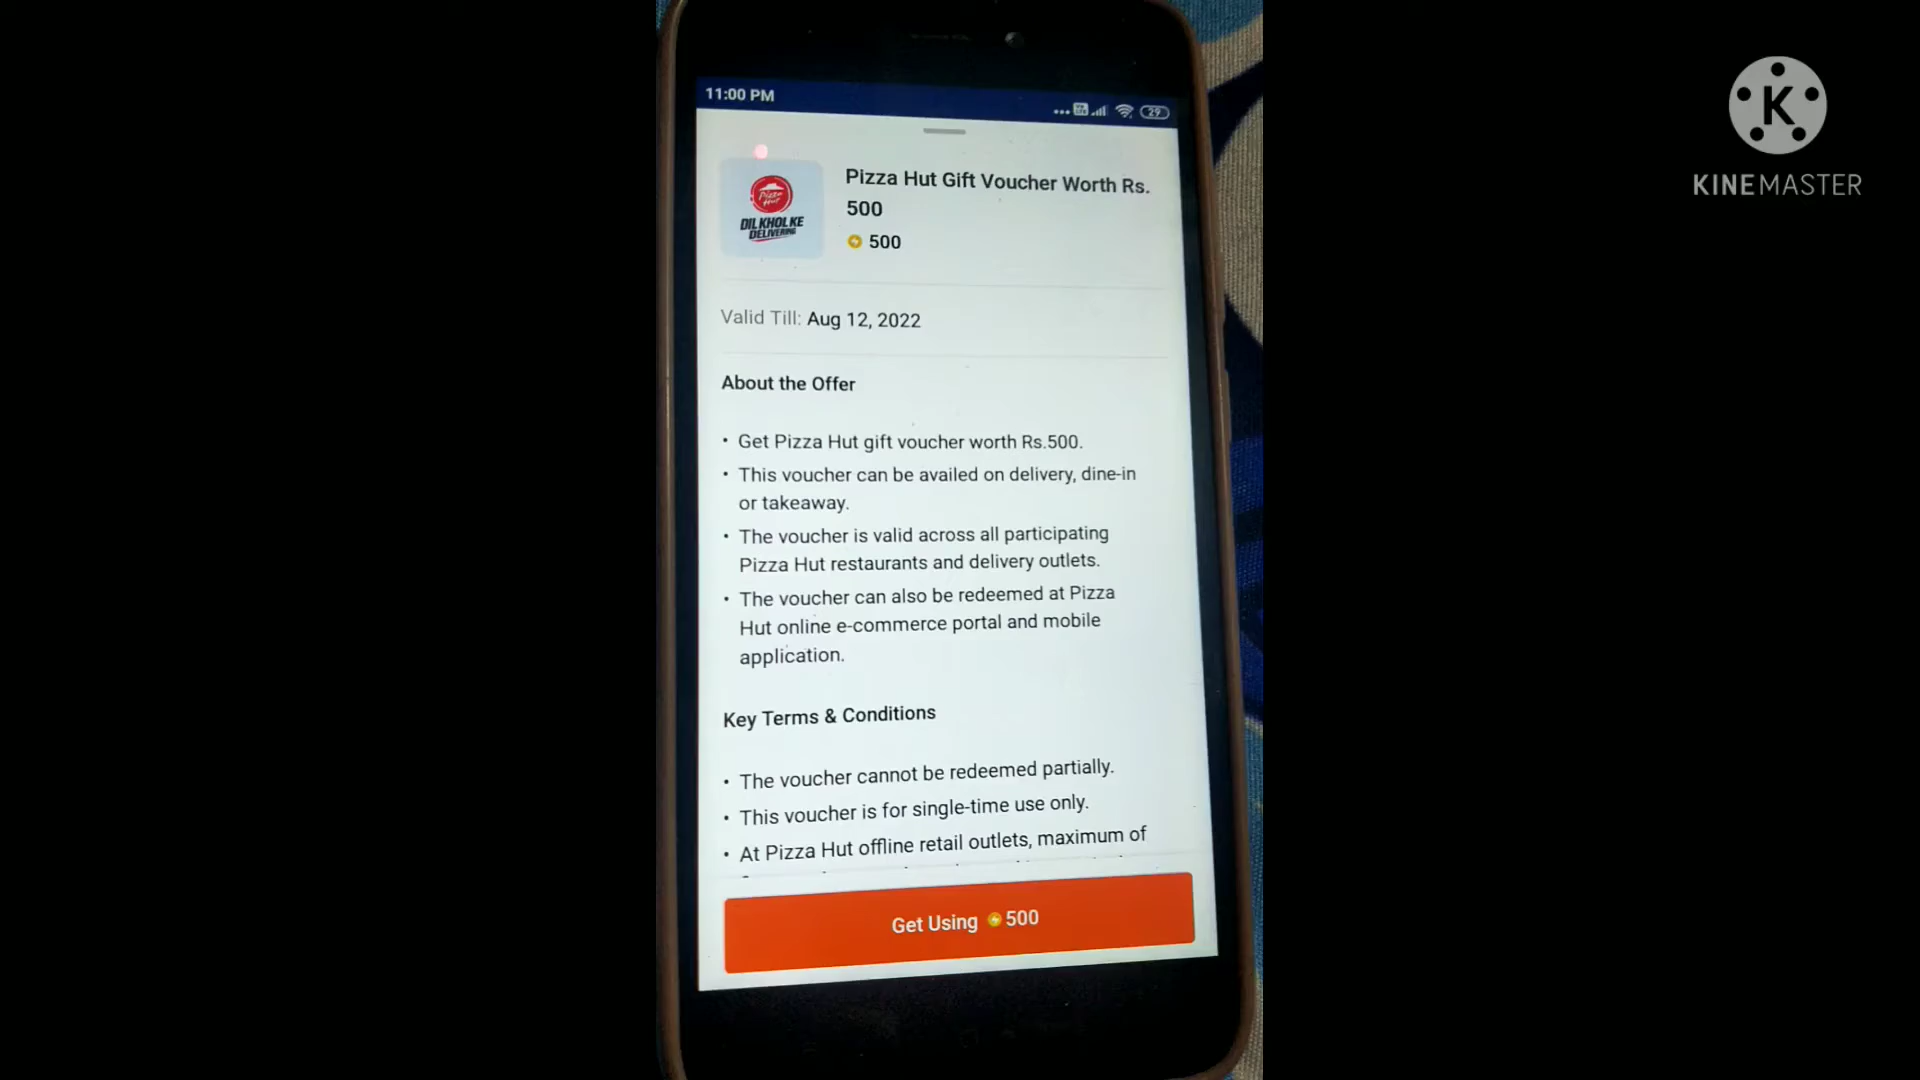 11:00 PM
29
Pizza Hut Gift Voucher Worth Rs.
500
500
Pizza Hut
DIL KHOL KE
DELIVERING
Valid Till: Aug 12, 2022
About the Offer
• Get Pizza Hut gift voucher worth Rs.500.
• This voucher can be availed on delivery, dine-in
or takeaway.
• The voucher is valid across all participating
Pizza Hut restaurants and delivery outlets.
• The voucher can also be redeemed at Pizza
Hut online e-commerce portal and mobile
application.
Key Terms & Conditions
• The voucher cannot be redeemed partially.
• This voucher is for single-time use only.
• At Pizza Hut offline retail outlets, maximum of
Get Using 500
K
KINEMASTER